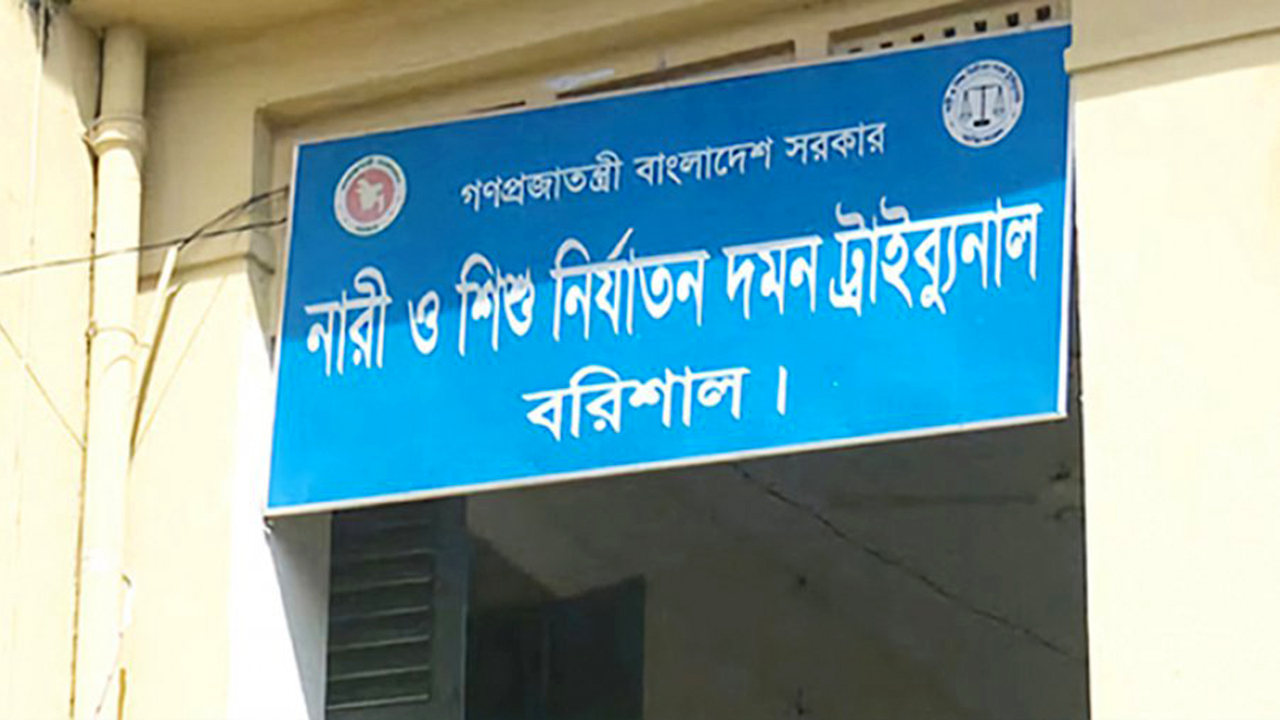 গণপ্রজাতন্ত্রী বাংলাদেশ সরকার
নারী ও শিশু নির্যাতন দমন ট্রাইব্যুনাল
বরিশাল।